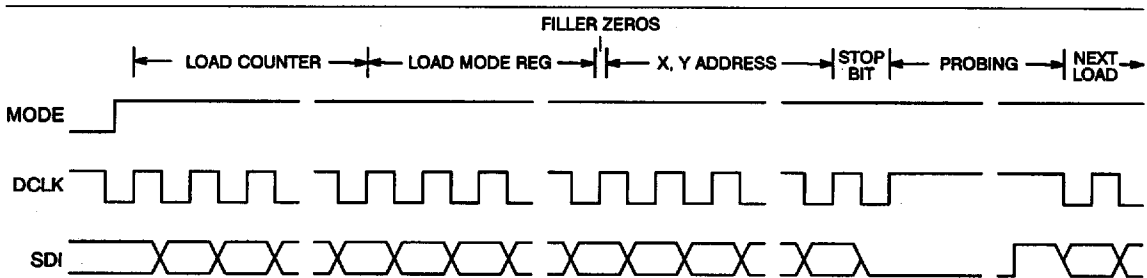 FILLER ZEROS
LOAD COUNTER
LOAD MODE REG
X, Y ADDRESS
STOP
BIT
PROBING
NEXT
LOAD
MODE
DCLK
SDI